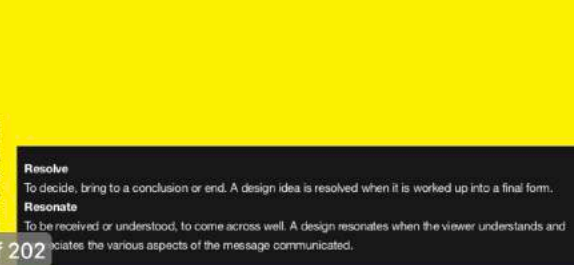 Resolve
To decide, bring to a conclusion or end. A design idea is resolved when it is worked up into a final form.
Resonate
To be received or understood, to come across well. A design resonates when the viewer understands and
ciates the various aspects of the message communicated.
202